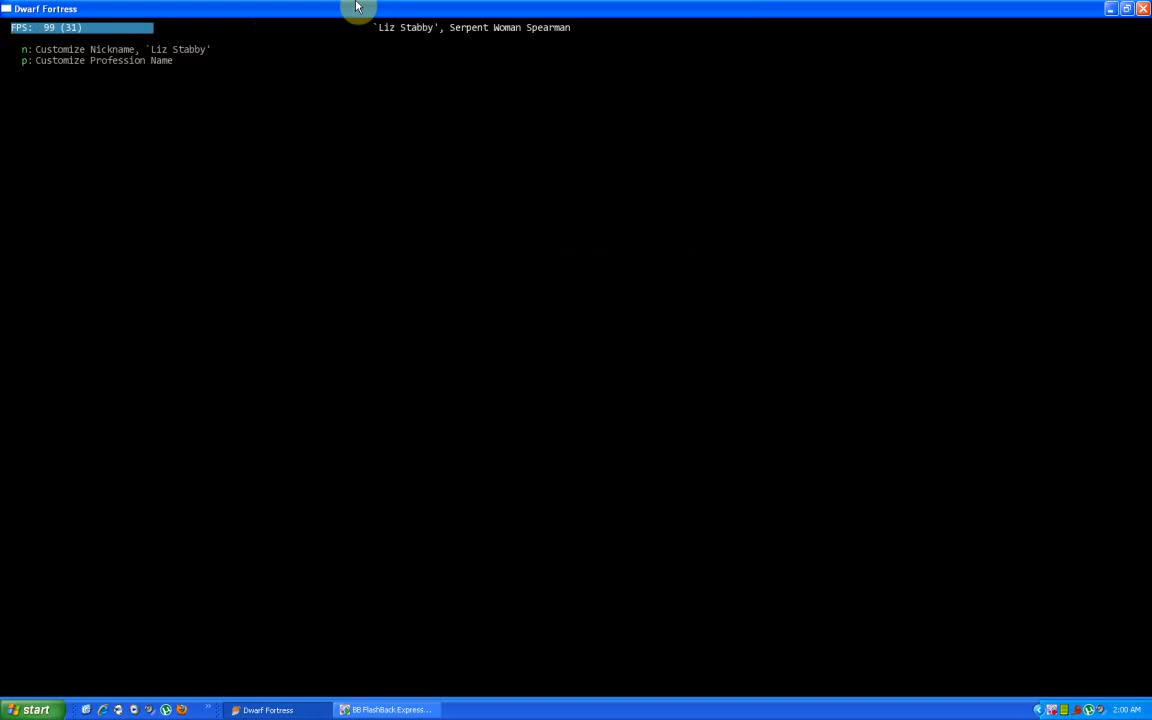 Dwarf Fortress
FPS:  99 (31)
`Liz Stabby', Serpent Woman Spearman
n: Customize Nickname, `Liz Stabby'
p: Customize Profession Name
start
Dwarf Fortress
BB FlashBack Express...
2:00 AM